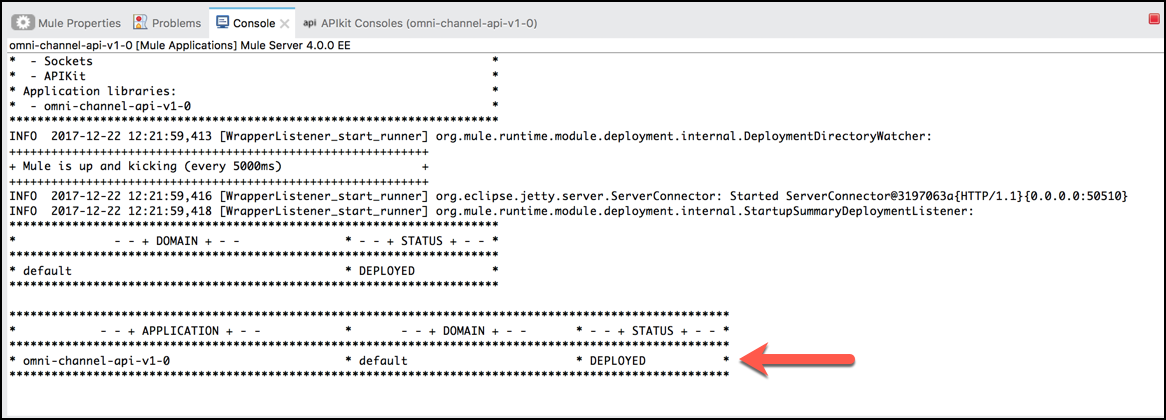 Mule Properties Problems Console api APIkit Consoles (omni-channel-api-v1-0)
omni-channel-api-v1-0 [Mule Applications] Mule Server 4.0.0 EE
*  - Sockets                                                         *
*  - APIKit                                                          *
* Application libraries:                                             *
*  - omni-channel-api-v1-0                                           *
**********************************************************************
INFO  2017-12-22 12:21:59,413 [WrapperListener_start_runner] org.mule.runtime.module.deployment.internal.DeploymentDirectoryWatcher:
++++++++++++++++++++++++++++++++++++++++++++++++++++++++++++
+ Mule is up and kicking (every 5000ms)                    +
++++++++++++++++++++++++++++++++++++++++++++++++++++++++++++
INFO  2017-12-22 12:21:59,416 [WrapperListener_start_runner] org.eclipse.jetty.server.ServerConnector: Started ServerConnector@3197063a{HTTP/1.1}{0.0.0.0:50510}
INFO  2017-12-22 12:21:59,418 [WrapperListener_start_runner] org.mule.runtime.module.deployment.internal.StartupSummaryDeploymentListener:
**********************************************************************
*              - - + DOMAIN + - -               * - - + STATUS + - - *
**********************************************************************
* default                                       * DEPLOYED           *
**********************************************************************
*******************************************************************************************************
*            - - + APPLICATION + - -            *       - - + DOMAIN + - -       * - - + STATUS + - - *
*******************************************************************************************************
* omni-channel-api-v1-0                         * default                        * DEPLOYED           *
*******************************************************************************************************